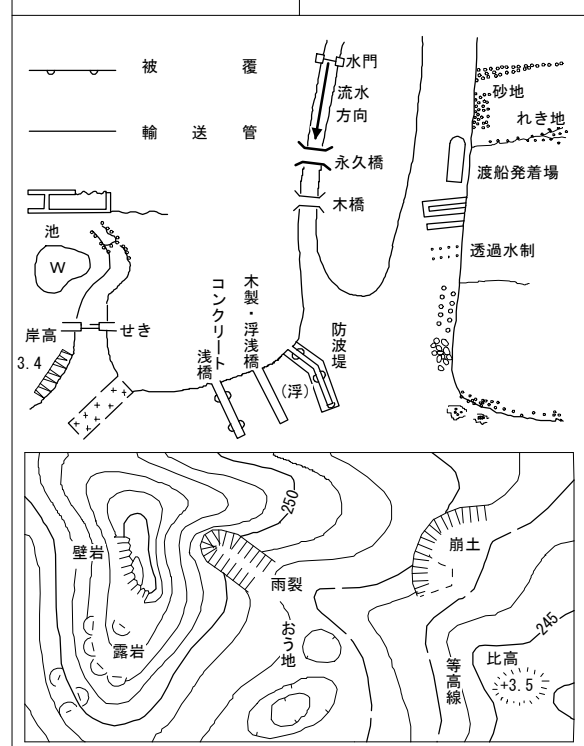 被覆
輸送管
水門
流水
方向
永久橋
木橋
砂地
れき地
渡船発着場
透過水制
池
W
岸高
3.4
せき
コンクリート
浅橋
木製・浮浅橋
防波堤
(浮)
250
壁岩
雨裂
崩土
露岩
おう地
等高線
245
比高
+3.5